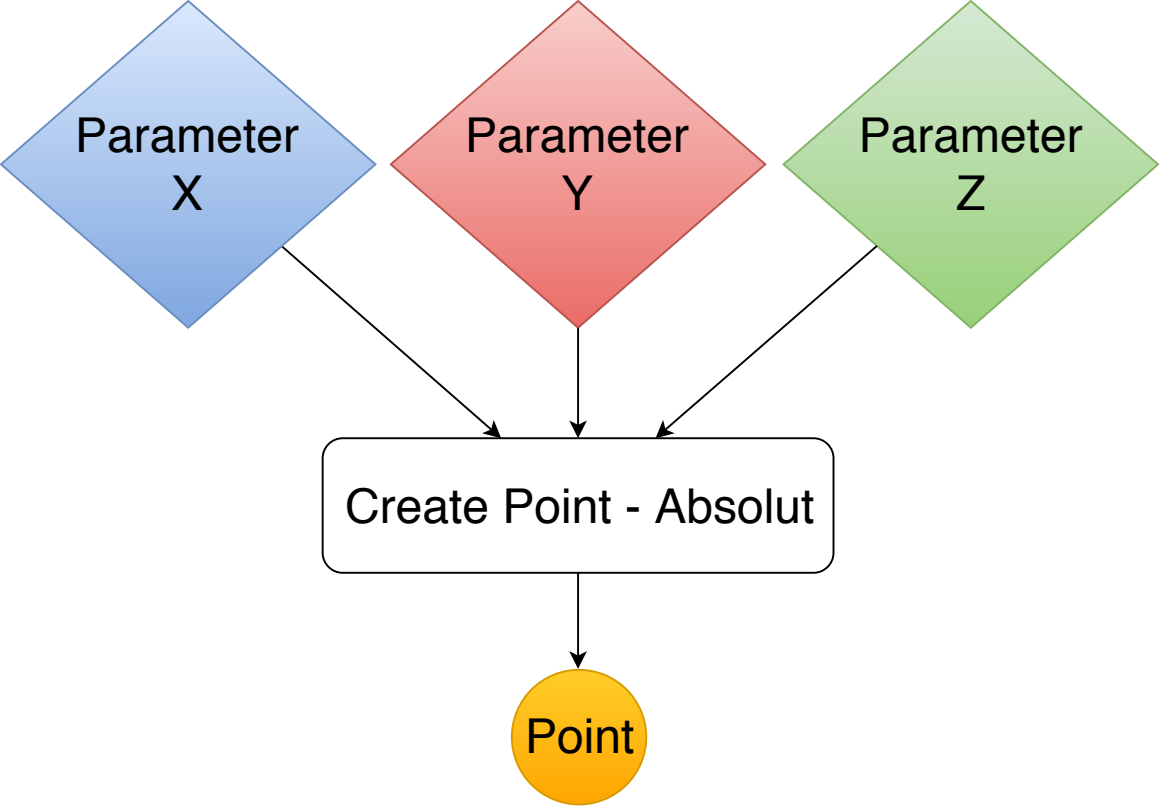 Parameter
X
Parameter
Y
Parameter
Z
Create Point - Absolut
Point